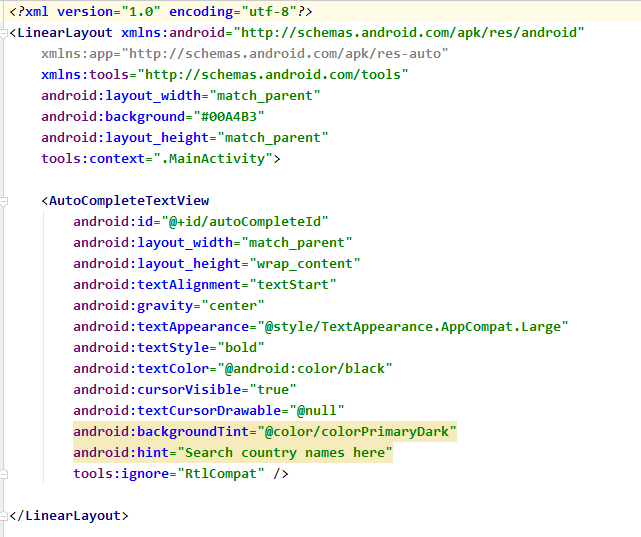 <?xml version="1.0" encoding="utf-8"?>
<LinearLayout xmlns:android="http://schemas.android.com/apk/res/android"
    xmlns:app="http://schemas.android.com/apk/res-auto"
    xmlns:tools="http://schemas.android.com/tools"
    android:layout_width="match_parent"
    android:background="#00A4B3"
    android:layout_height="match_parent"
    tools:context=".MainActivity">

    <AutoCompleteTextView
        android:id="@+id/autoCompleteId"
        android:layout_width="match_parent"
        android:layout_height="wrap_content"
        android:textAlignment="textStart"
        android:gravity="center"
        android:textAppearance="@style/TextAppearance.AppCompat.Large"
        android:textStyle="bold"
        android:textColor="@android:color/black"
        android:cursorVisible="true"
        android:textCursorDrawable="@null"
        android:backgroundTint="@color/colorPrimaryDark"
        android:hint="Search country names here"
        tools:ignore="RtlCompat" />

</LinearLayout>